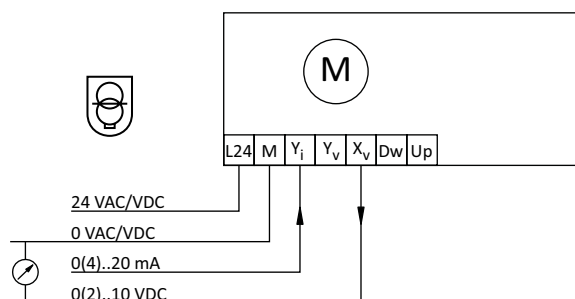 M
L24 M Yi Yv Xv Dw Up
24 VAC/VDC
0 VAC/VDC
0(4)..20 mA
0(2)..10 VDC